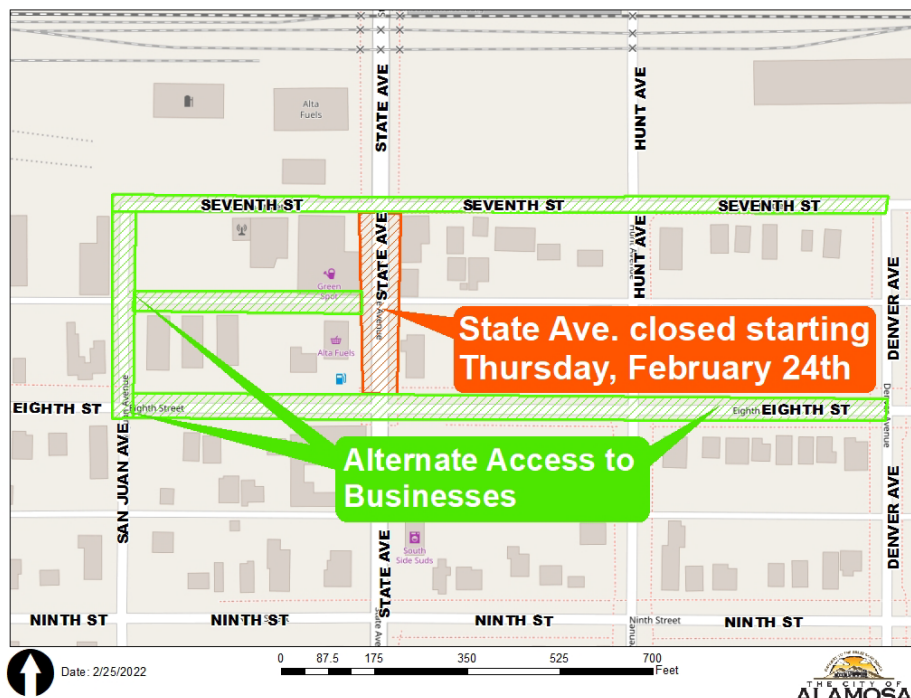 Alta
Fuels
STATE AVE
HUNT AVE
SEVENTH ST
SEVENTH ST
SEVENTH ST
STATE AVE
HUNT AVE
Green
Spot
State Ave. closed starting
Thursday, February 24th
DENVER AVE
Alta Fuels
EIGHTH ST
Eighth Street
Eighth
EIGHTH ST
Alternate Access to
Businesses
SAN JUAN AVE
STATE AVE
DENVER AVE
South
Side Suds
NINTH ST
NINTH ST
NINTH ST
Ninth Street
NINTH ST
Date: 2/25/2022
0 87.5 175 350 525 700
Feet
THE CITY OF
ALAMOSA